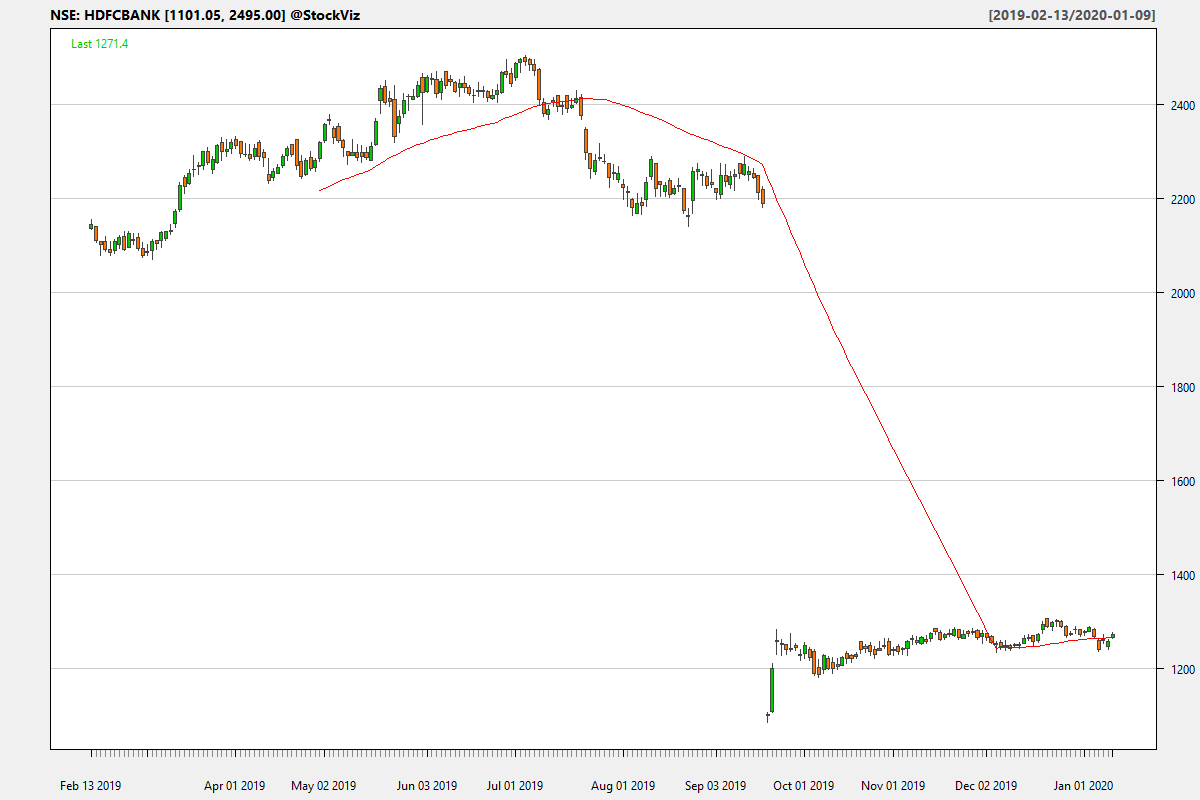 NSE: HDFCBANK [1101.05, 2495.00] @StockViz [2019-02-13/2020-01-09]
Last 1271.4
2400
2200
2000
1800
1600
1400
1200
Feb 13 2019 Apr 01 2019 May 02 2019 Jun 03 2019 Jul 01 2019 Aug 01 2019 Sep 03 2019 Oct 01 2019 Nov 01 2019 Dec 02 2019 Jan 01 2020